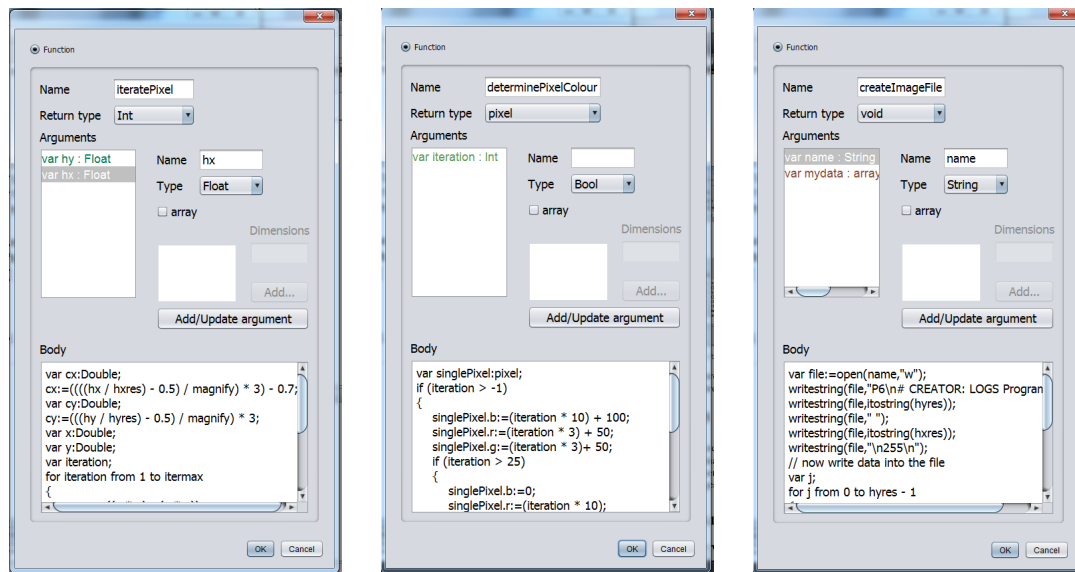 Function
Name iteratePixel
Return type Int
Arguments
var hy : Float
var hx : Float
Name hx
Type Float
array
Dimensions
Add...
Add/Update argument
Body
var cx:Double;
cx:=((((hx / hxres) - 0.5) / magnify) * 3) - 0.7;
var cy:Double;
cy:=(((hy / hyres) - 0.5) / magnify) * 3;
var x:Double;
var y:Double;
var iteration;
for iteration from 1 to itermax
{
OK Cancel
Function
Name determinePixelColour
Return type pixel
Arguments
var iteration : Int
Name
Type Bool
array
Dimensions
Add...
Add/Update argument
Body
var singlePixel:pixel;
if (iteration > -1)
{
singlePixel.b:=(iteration * 10) + 100;
singlePixel.r:=(iteration * 3) + 50;
singlePixel.g:=(iteration * 3)+ 50;
if (iteration > 25)
{
singlePixel.b:=0;
singlePixel.r:=(iteration * 10);
OK Cancel
Function
Name createImageFile
Return type void
Arguments
var name : String
var mydata : array
Name name
Type String
array
Dimensions
Add...
Add/Update argument
Body
var file:=open(name,"w");
writestring(file,"P6\n# CREATOR: LOGS Program
writestring(file,itostring(hyres));
writestring(file," ");
writestring(file,itostring(hxres));
writestring(file,"\n255\n");
// now write data into the file
var j;
for j from 0 to hyres - 1
OK Cancel